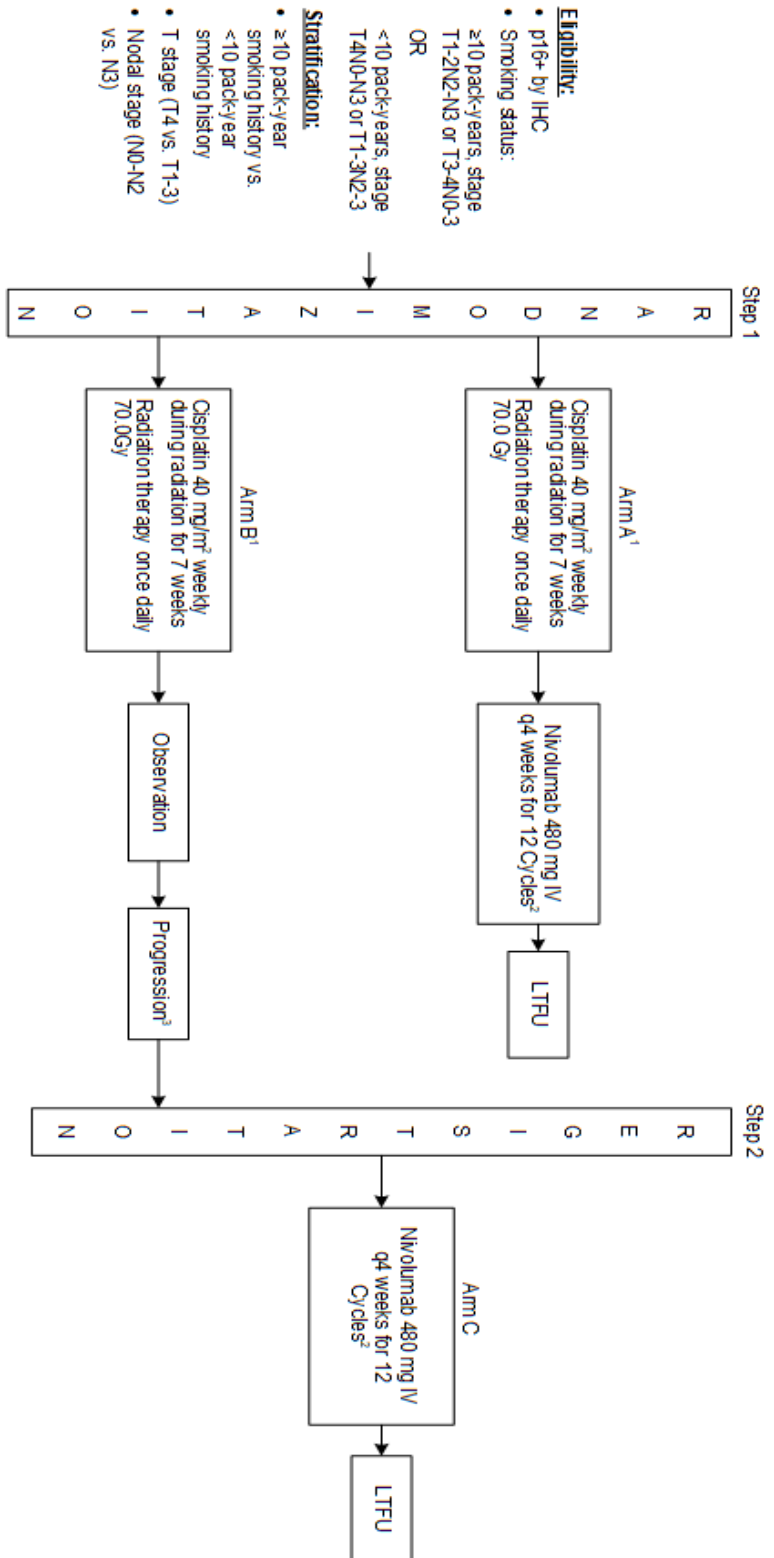 Eligibility:
• p16+ by IHC
• Smoking status:
≥10 pack-years, stage
T1-2N2-N3 or T3-4N0-3
OR
<10 pack-years, stage
T4N0-N3 or T1-3N2-3
Stratification:
• ≥10 pack-year
smoking history vs.
<10 pack-year
smoking history
• T stage (T4 vs. T1-3)
• Nodal stage (N0-N2
vs. N3)
Step 1
R A N D O M I Z A T I O N
Arm A¹
Cisplatin 40 mg/m² weekly
during radiation for 7 weeks
Radiation therapy once daily
70.0 Gy
Nivolumab 480 mg IV
q4 weeks for 12 Cycles²
LTFU
Arm B¹
Cisplatin 40 mg/m² weekly
during radiation for 7 weeks
Radiation therapy once daily
70.0Gy
Observation
Progression³
Step 2
R E G I S T R A T I O N
Arm C
Nivolumab 480 mg IV
q4 weeks for 12
Cycles²
LTFU